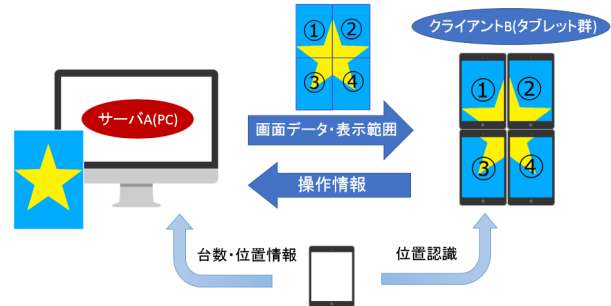 クライアントB(タブレット群)
① ②
③ ④
サーバA(PC)
画面データ・表示範囲
操作情報
① ②
③ ④
台数・位置情報
位置認識